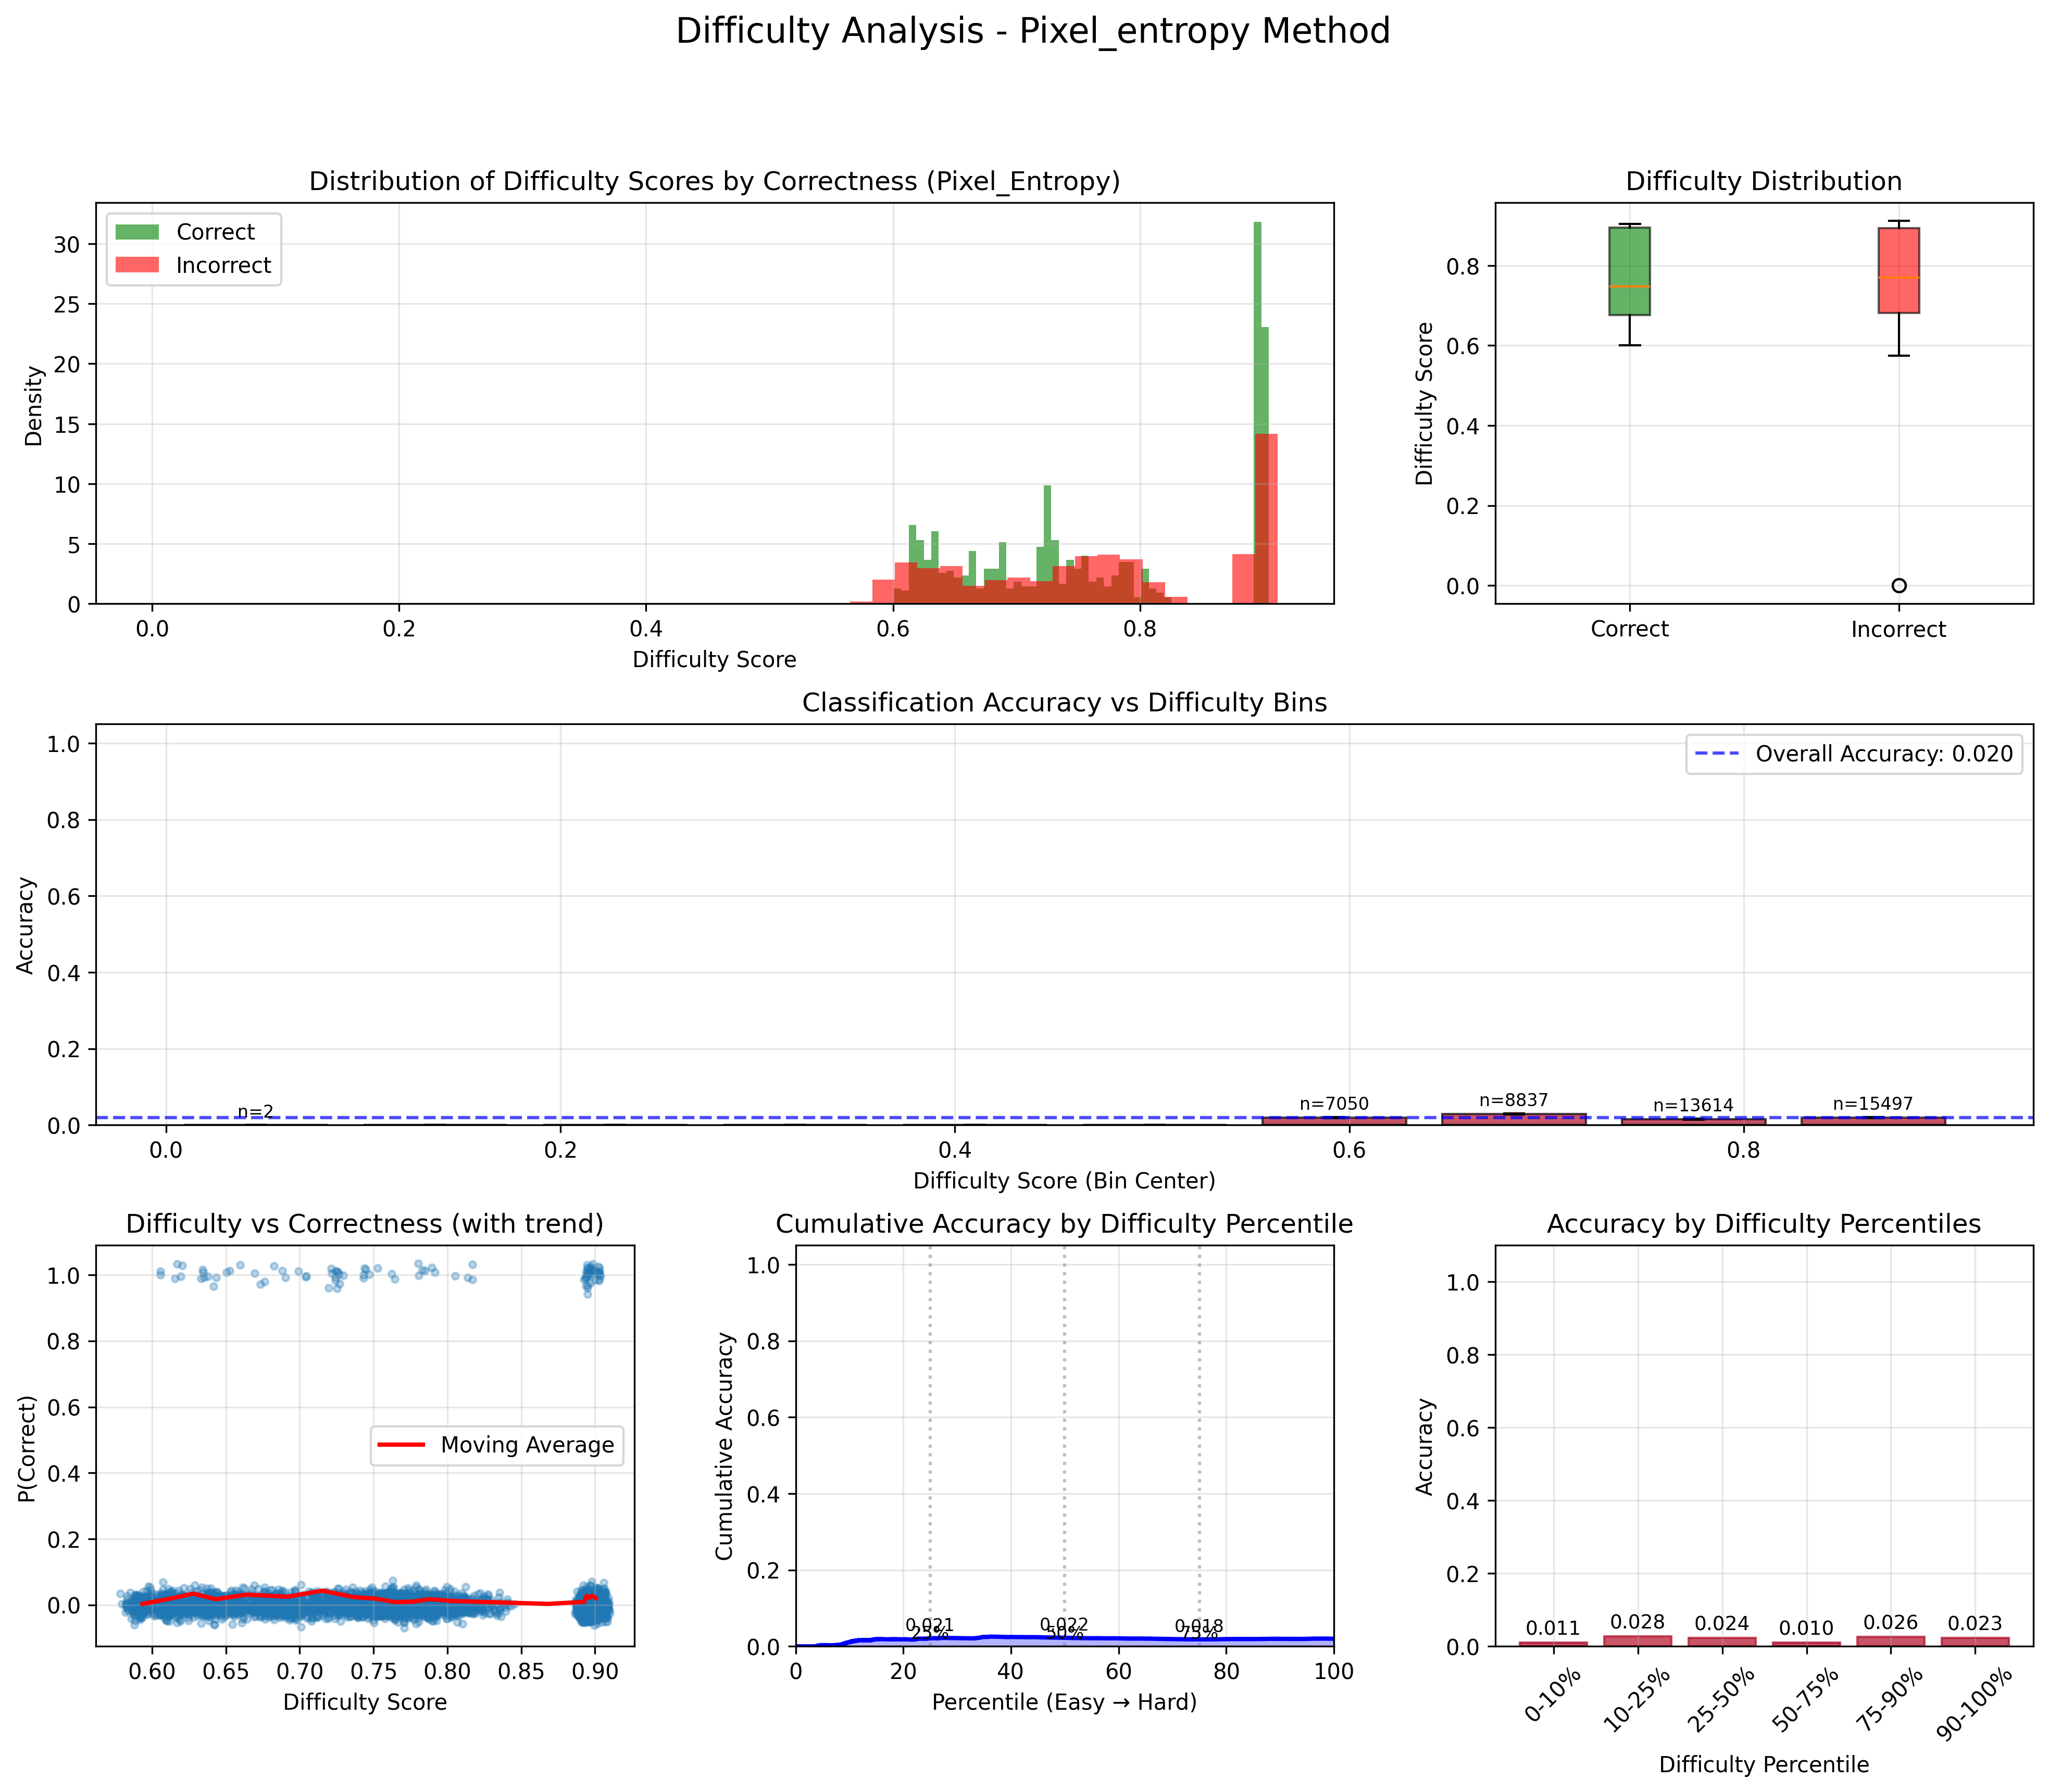 Difficulty Analysis - Pixel_entropy Method
Distribution of Difficulty Scores by Correctness (Pixel_Entropy)
Correct
Incorrect
Density
30
25
20
15
10
5
0
0.0 0.2 0.4 0.6 0.8
Difficulty Score
Difficulty Distribution
Difficulty Score
0.8
0.6
0.4
0.2
0.0
Correct Incorrect
Classification Accuracy vs Difficulty Bins
Overall Accuracy: 0.020
Accuracy
1.0
0.8
0.6
0.4
0.2
0.0
n=2 n=7050 n=8837 n=13614 n=15497
0.0 0.2 0.4 0.6 0.8
Difficulty Score (Bin Center)
Difficulty vs Correctness (with trend)
P(Correct)
1.0
0.8
0.6
0.4
0.2
0.0
Moving Average
0.60 0.65 0.70 0.75 0.80 0.85 0.90
Difficulty Score
Cumulative Accuracy by Difficulty Percentile
Cumulative Accuracy
1.0
0.8
0.6
0.4
0.2
0.0
0.021 0.022 0.018
25% 50% 75%
0 20 40 60 80 100
Percentile (Easy → Hard)
Accuracy by Difficulty Percentiles
Accuracy
1.0
0.8
0.6
0.4
0.2
0.0
0.011 0.028 0.024 0.010 0.026 0.023
0-10% 10-25% 25-50% 50-75% 75-90% 90-100%
Difficulty Percentile